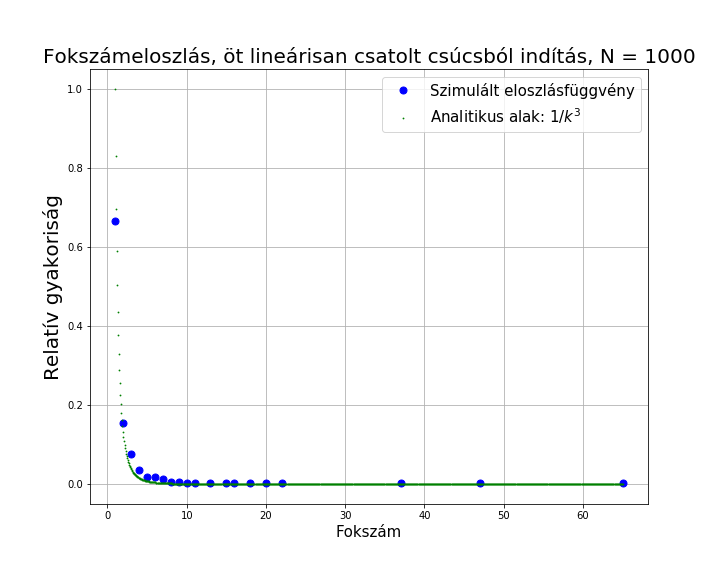 Fokszámeloszlás, öt lineárisan csatolt csúcsból indítás, N = 1000
Szimulált eloszlásfüggvény
Analitikus alak: 1/k³
Relatív gyakoriság
1.0
0.8
0.6
0.4
0.2
0.0
0 10 20 30 40 50 60
Fokszám